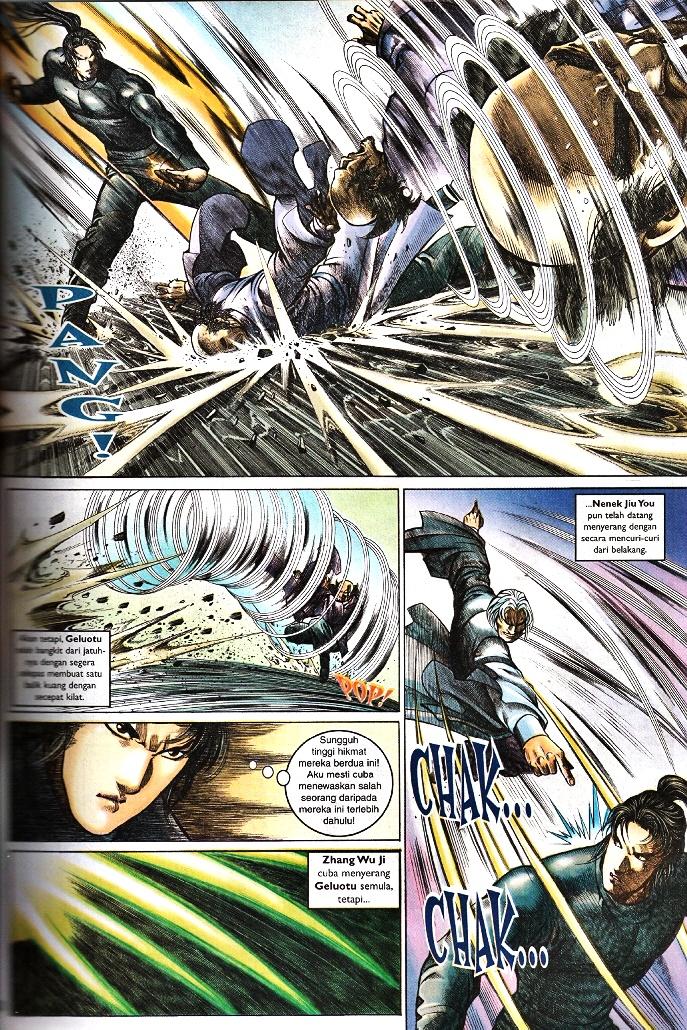 PANG!
tetapi, Geluotu
bangkit dari jatuh-
nya dengan segera
membuat satu
balik kuang dengan
secepat kilat.
POP!
Sungguh
tinggi hikmat
mereka berdua ini!
Aku mesti cuba
menewaskan salah
seorang daripada
mereka ini terlebih
dahulu!
Zhang Wu Ji
cuba menyerang
Geluotu semula,
tetapi...
...Nenek Jiu You
pun telah datang
menyerang dengan
secara mencuri-curi
dari belakang.
CHAK...
CHAK...